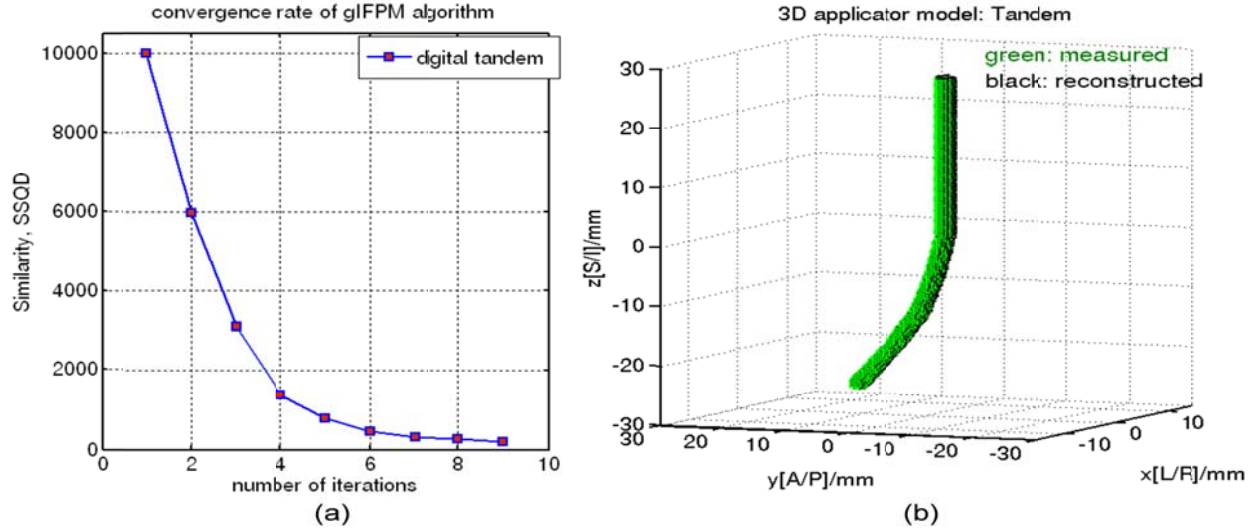 convergence rate of gIFPM algorithm
digital tandem
10000
8000
6000
4000
2000
0
Similarity, SSQD
0 2 4 6 8 10
number of iterations
(a)
3D applicator model: Tandem
green: measured
black: reconstructed
30
20
10
0
-10
-20
-30
z[S/I]/mm
30 20 10 0 -10 -20 -30
y[A/P]/mm
-10 0 10
x[L/R]/mm
(b)